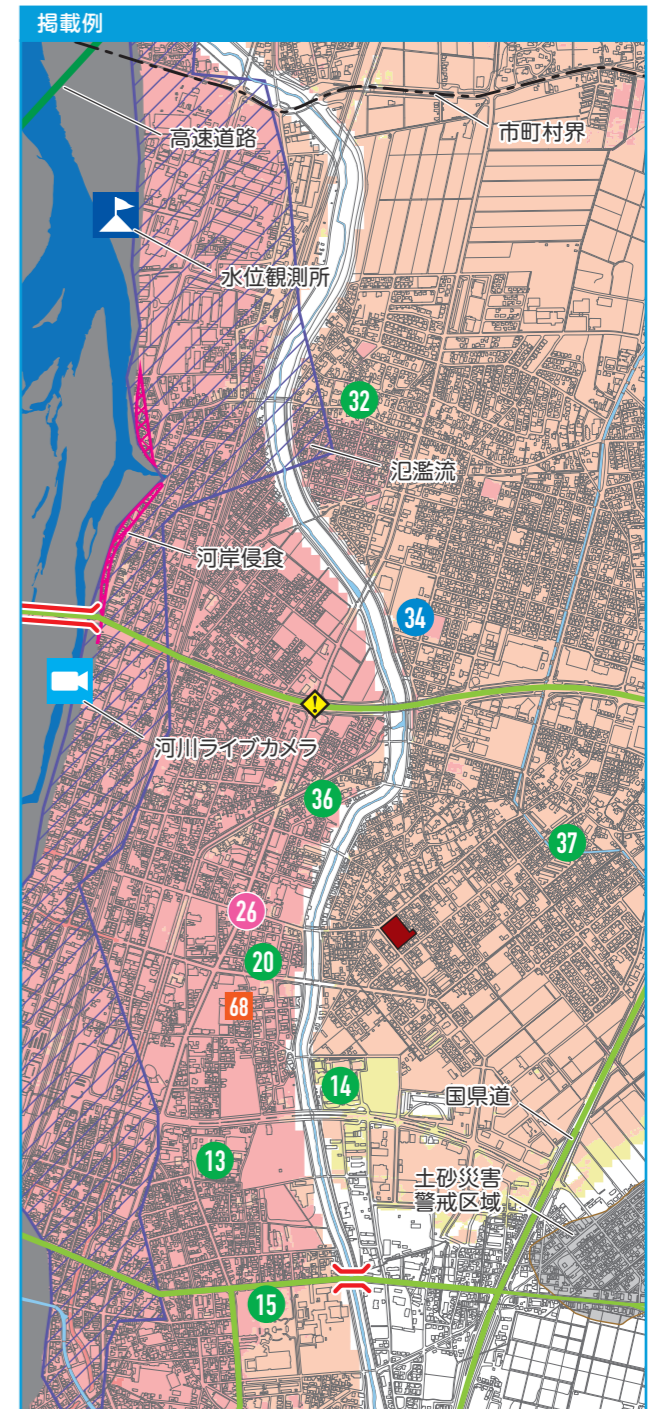 掲載例
高速道路
市町村界
水位観測所
32
氾濫流
河岸侵食
34
!
河川ライブカメラ
36
37
26
20
68
14
国県道
13
土砂災害
警戒区域
15